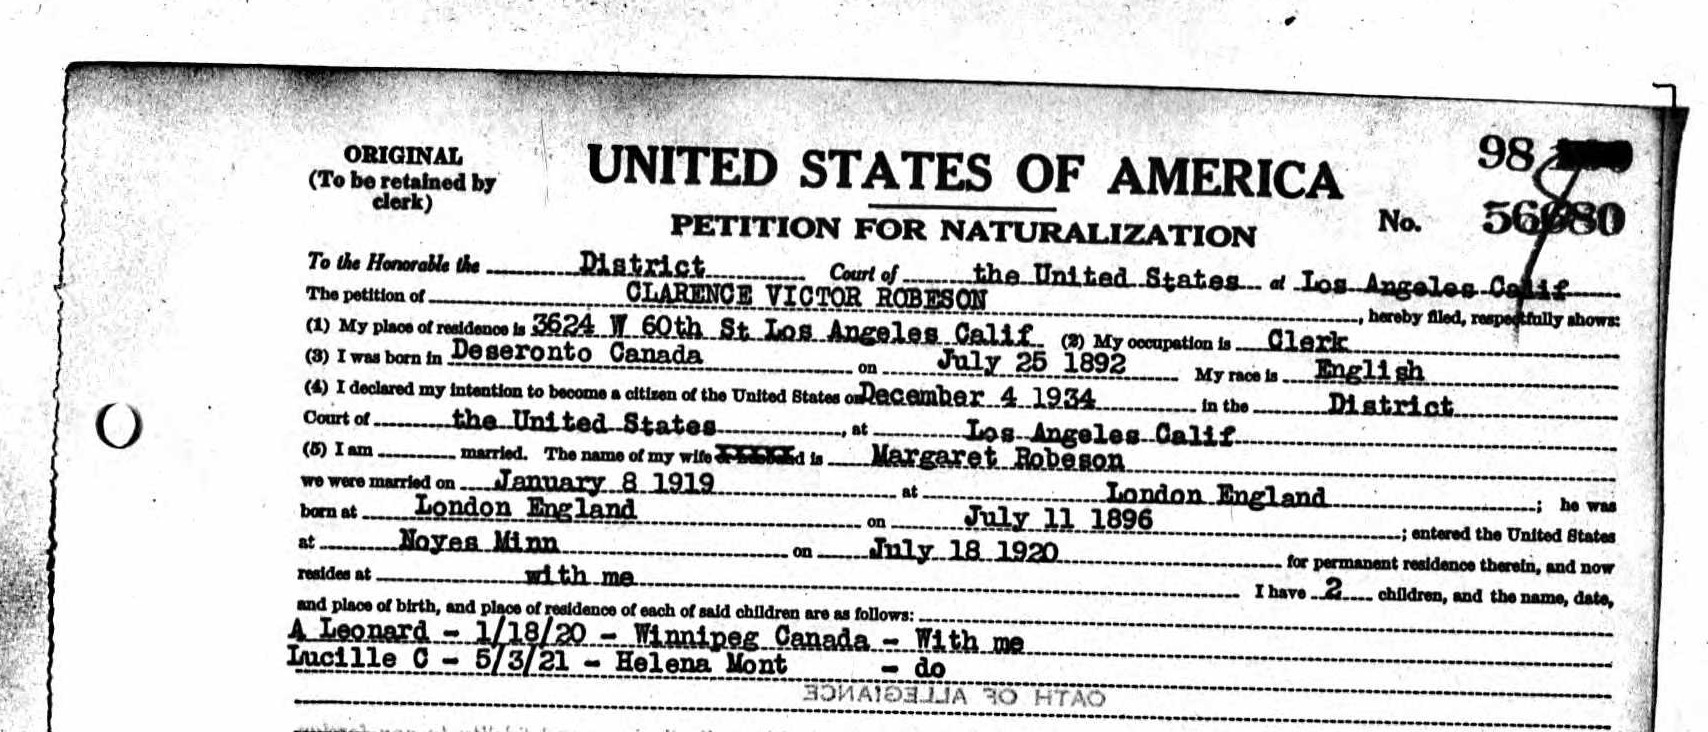 ORIGINAL
(To be retained by
clerk)
UNITED STATES OF AMERICA
98
PETITION FOR NATURALIZATION
No. 56080
To the Honorable the District Court of the United States at Los Angeles Calif
The petition of CLARENCE VICTOR ROBESON, hereby filed, respectfully shows:
(1) My place of residence is 3624 W 60th St Los Angeles Calif (2) My occupation is Clerk
(3) I was born in Deseronto Canada on July 25 1892 My race is English
(4) I declared my intention to become a citizen of the United States on December 4 1934 in the District
Court of the United States, at Los Angeles Calif
(5) I am married. The name of my wife is Margaret Robeson
we were married on January 8 1919 at London England; he was
born at London England on July 11 1896; entered the United States
at Noyes Minn on July 18 1920 for permanent residence therein, and now
resides at with me I have 2 children, and the name, date,
and place of birth, and place of residence of each of said children are as follows:
A Leonard - 1/18/20 - Winnipeg Canada - With me
Lucille C - 5/3/21 - Helena Mont - do
OATH OF ALLEGIANCE